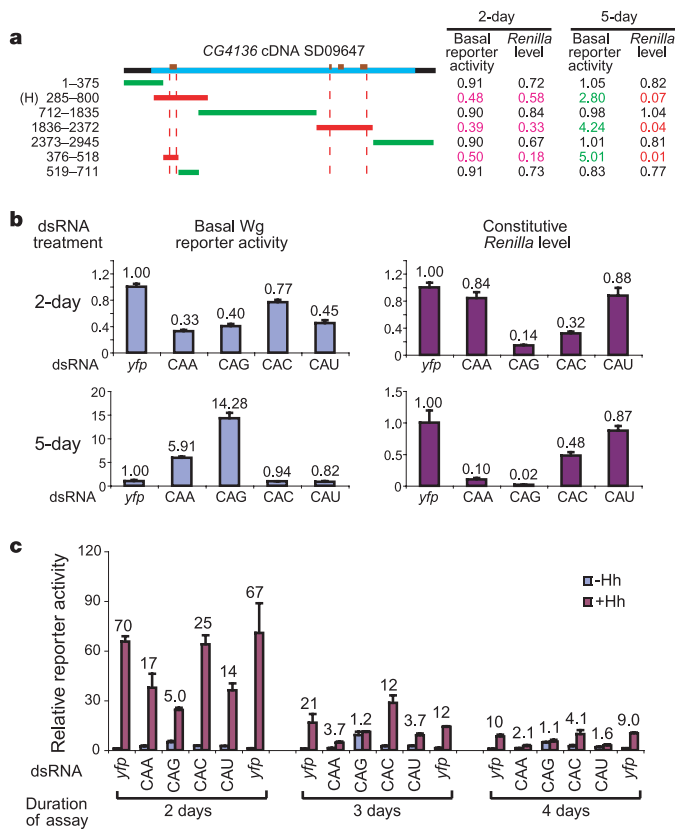 a
CG4136 cDNA SD09647
2-day 5-day
Basal reporter activity Renilla level Basal reporter activity Renilla level
1–375 0.91 0.72 1.05 0.82
(H) 285–800 0.48 0.58 2.80 0.07
712–1835 0.90 0.84 0.98 1.04
1836–2372 0.39 0.33 4.24 0.04
2373–2945 0.90 0.67 1.01 0.81
376–518 0.50 0.18 5.01 0.01
519–711 0.91 0.73 0.83 0.77
b
dsRNA treatment
Basal Wg reporter activity
Constitutive Renilla level
2-day
1.2
0.8
0.4
0
1.00 0.33 0.40 0.77 0.45
dsRNA yfp CAA CAG CAC CAU
1.2
0.8
0.4
0
1.00 0.84 0.14 0.32 0.88
yfp CAA CAG CAC CAU
5-day
20
15
10
5
0
1.00 5.91 14.28 0.94 0.82
dsRNA yfp CAA CAG CAC CAU
1.5
1.0
0.5
0.0
1.00 0.10 0.02 0.48 0.87
yfp CAA CAG CAC CAU
c
Relative reporter activity
120
90
60
30
0
-Hh
+Hh
70 17 5.0 25 14 67
21 3.7 1.2 12 3.7 12
10 2.1 1.1 4.1 1.6 9.0
dsRNA yfp CAA CAG CAC CAU yfp yfp CAA CAG CAC CAU yfp yfp CAA CAG CAC CAU yfp
Duration of assay 2 days 3 days 4 days